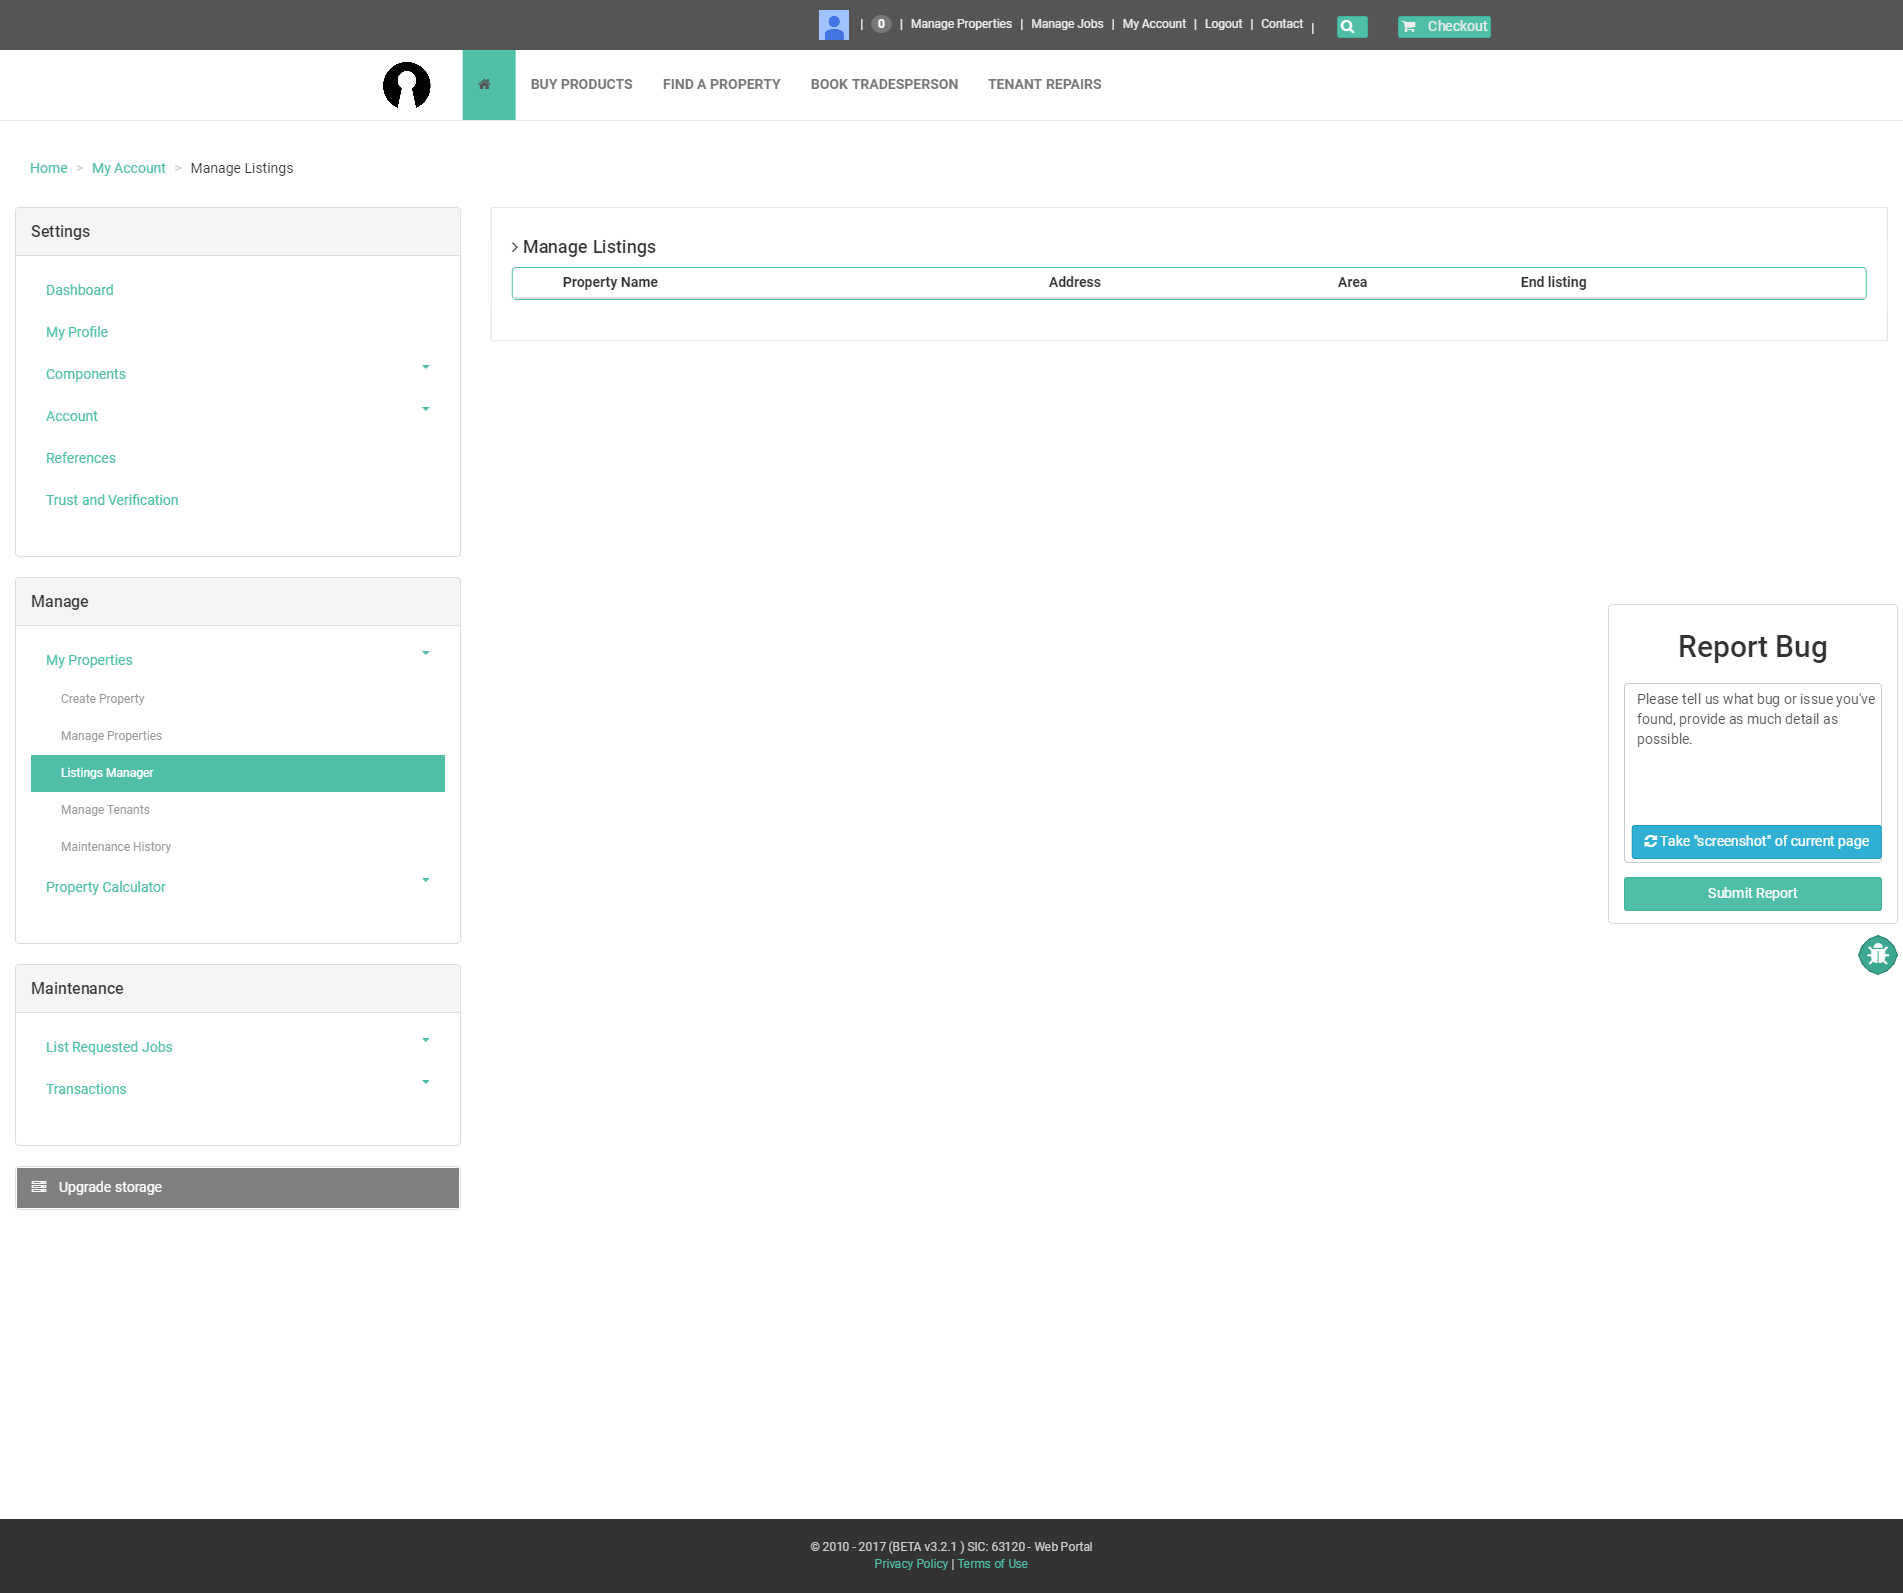 | 0 | Manage Properties | Manage Jobs | My Account | Logout | Contact |
Checkout
BUY PRODUCTS
FIND A PROPERTY
BOOK TRADESPERSON
TENANT REPAIRS
Home > My Account > Manage Listings
Settings
Dashboard
My Profile
Components
Account
References
Trust and Verification
Manage
My Properties
Create Property
Manage Properties
Listings Manager
Manage Tenants
Maintenance History
Property Calculator
Maintenance
List Requested Jobs
Transactions
Upgrade storage
> Manage Listings
Property Name Address Area End listing
Report Bug
Please tell us what bug or issue you've
found, provide as much detail as
possible.
Take "screenshot" of current page
Submit Report
© 2010 - 2017 (BETA v3.2.1 ) SIC: 63120 - Web Portal
Privacy Policy | Terms of Use